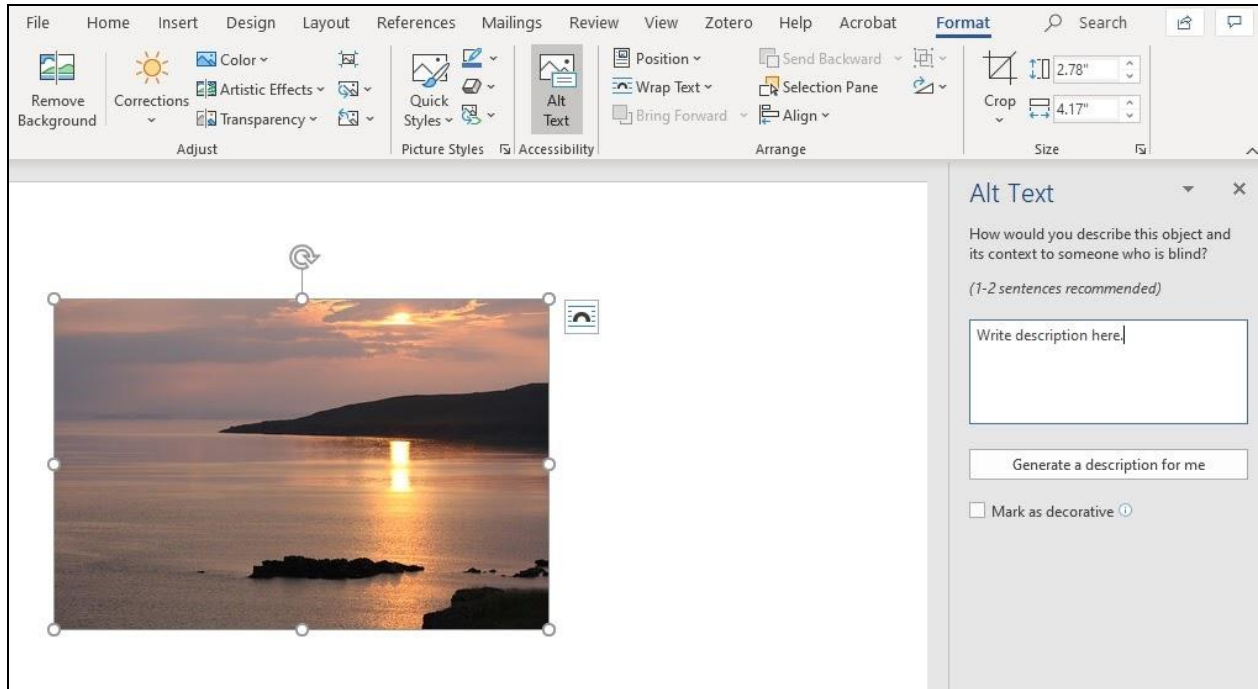 File Home Insert Design Layout References Mailings Review View Zotero Help Acrobat Format Search
Remove Background
Corrections
Color
Artistic Effects
Transparency
Adjust
Quick Styles
Picture Styles
Alt Text
Accessibility
Position
Wrap Text
Bring Forward
Send Backward
Selection Pane
Align
Arrange
Crop
2.78"
4.17"
Size
Alt Text
How would you describe this object and
its context to someone who is blind?
(1-2 sentences recommended)
Write description here.
Generate a description for me
Mark as decorative